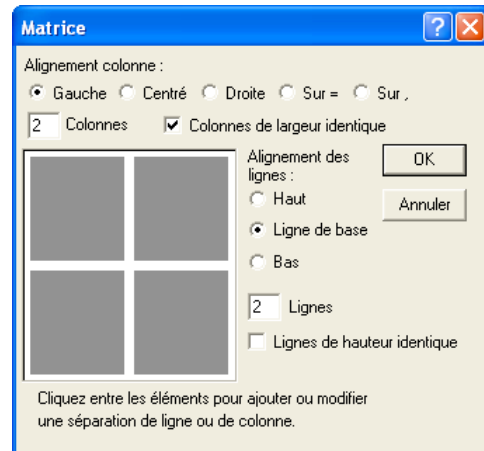 Matrice
Alignement colonne :
Gauche Centré Droite Sur = Sur ,
2 Colonnes Colonnes de largeur identique
Alignement des
lignes :
OK
Haut
Annuler
Ligne de base
Bas
2 Lignes
Lignes de hauteur identique
Cliquez entre les éléments pour ajouter ou modifier
une séparation de ligne ou de colonne.